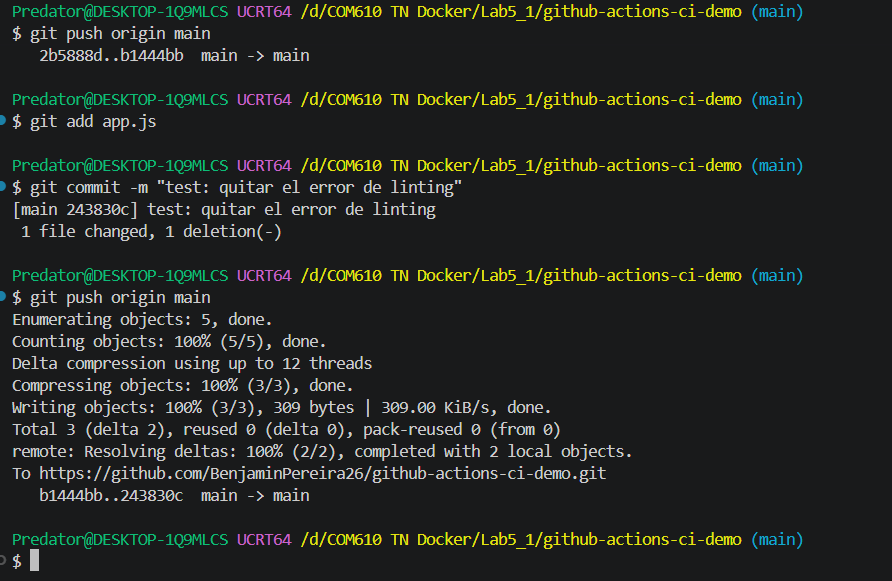 Predator@DESKTOP-1Q9MLCS UCRT64 /d/COM610 TN Docker/Lab5_1/github-actions-ci-demo (main)
$ git push origin main
   2b5888d..b1444bb  main -> main

Predator@DESKTOP-1Q9MLCS UCRT64 /d/COM610 TN Docker/Lab5_1/github-actions-ci-demo (main)
$ git add app.js

Predator@DESKTOP-1Q9MLCS UCRT64 /d/COM610 TN Docker/Lab5_1/github-actions-ci-demo (main)
$ git commit -m "test: quitar el error de linting"
[main 243830c] test: quitar el error de linting
 1 file changed, 1 deletion(-)

Predator@DESKTOP-1Q9MLCS UCRT64 /d/COM610 TN Docker/Lab5_1/github-actions-ci-demo (main)
$ git push origin main
Enumerating objects: 5, done.
Counting objects: 100% (5/5), done.
Delta compression using up to 12 threads
Compressing objects: 100% (3/3), done.
Writing objects: 100% (3/3), 309 bytes | 309.00 KiB/s, done.
Total 3 (delta 2), reused 0 (delta 0), pack-reused 0 (from 0)
remote: Resolving deltas: 100% (2/2), completed with 2 local objects.
To https://github.com/BenjaminPereira26/github-actions-ci-demo.git
   b1444bb..243830c  main -> main

Predator@DESKTOP-1Q9MLCS UCRT64 /d/COM610 TN Docker/Lab5_1/github-actions-ci-demo (main)
$